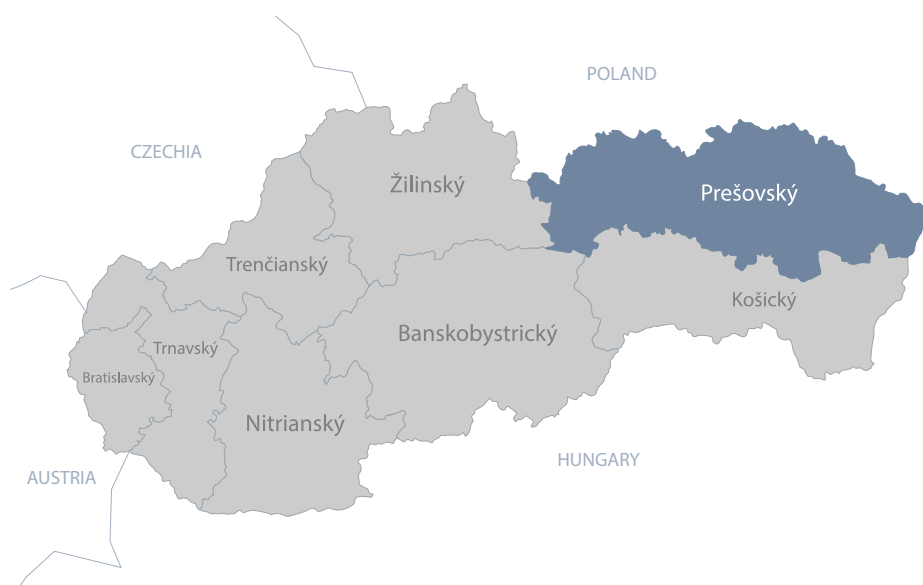 POLAND
CZECHIA
Žilinský
Prešovský
Trenčianský
Košický
Banskobystrický
Trnavský
Bratislavský
Nitrianský
HUNGARY
AUSTRIA